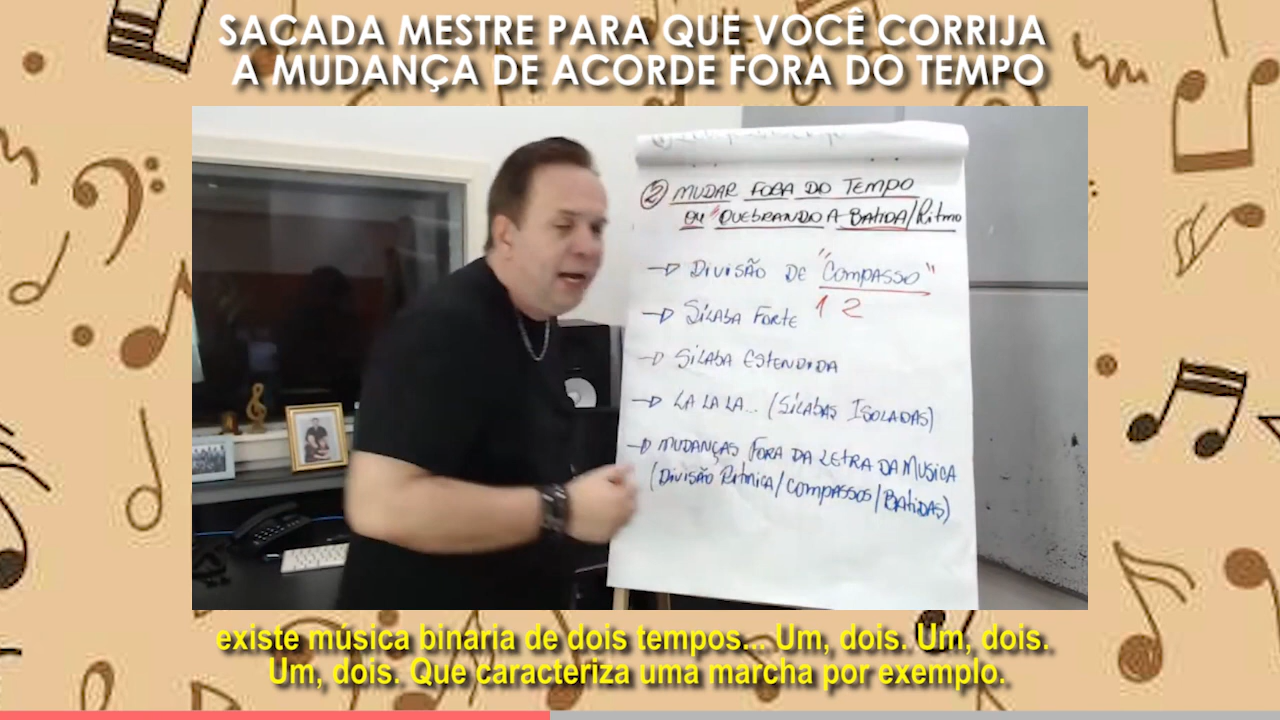 SACADA MESTRE PARA QUE VOCÊ CORRIJA
A MUDANÇA DE ACORDE FORA DO TEMPO
② MUDAR FORA DO TEMPO
OU "QUEBRANDO A BATIDA/Ritmo
→ DIVISÃO DE "COMPASSO"
→ SÍLABA FORTE 1 2
→ SÍLABA ESTENDIDA
→ LA LA LA... (SÍLABAS ISOLADAS)
→ MUDANÇAS FORA DA LETRA DA MUSICA
(DIVISÃO RITMICA/COMPASSOS/BATIDAS)
existe música binaria de dois tempos... Um, dois. Um, dois.
Um, dois. Que caracteriza uma marcha por exemplo.